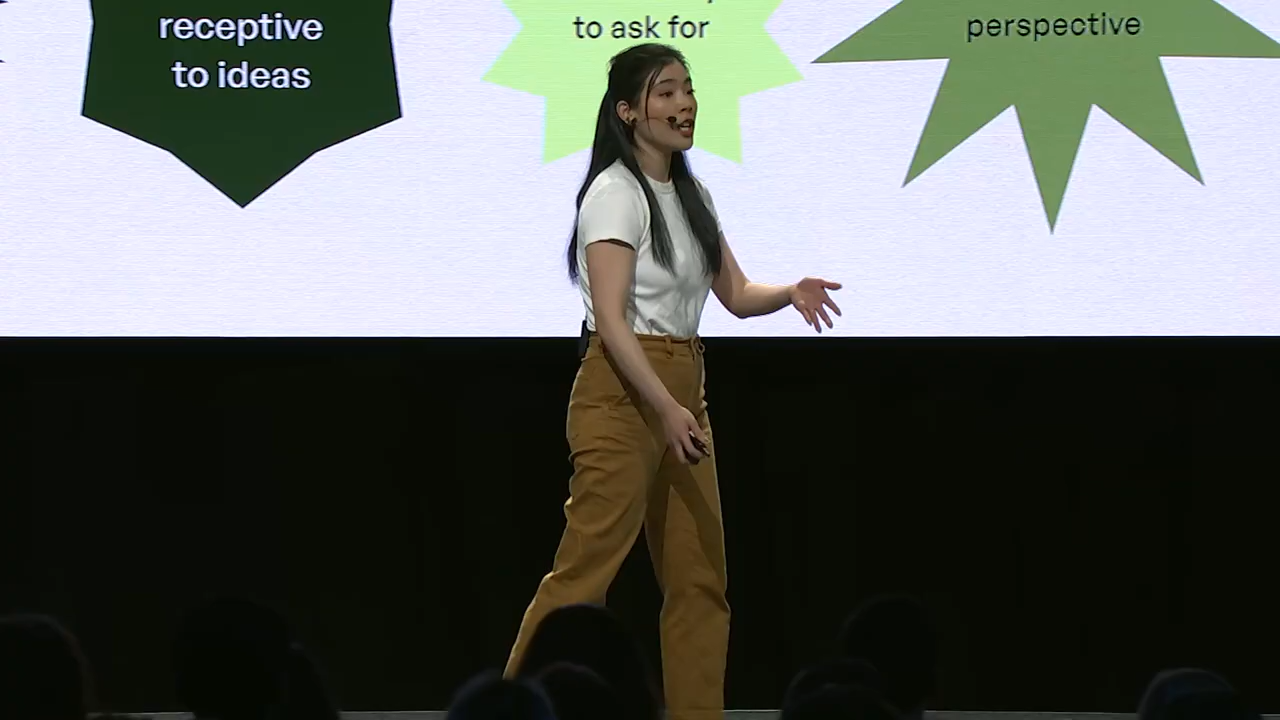 receptive
to ideas
to ask for
perspective